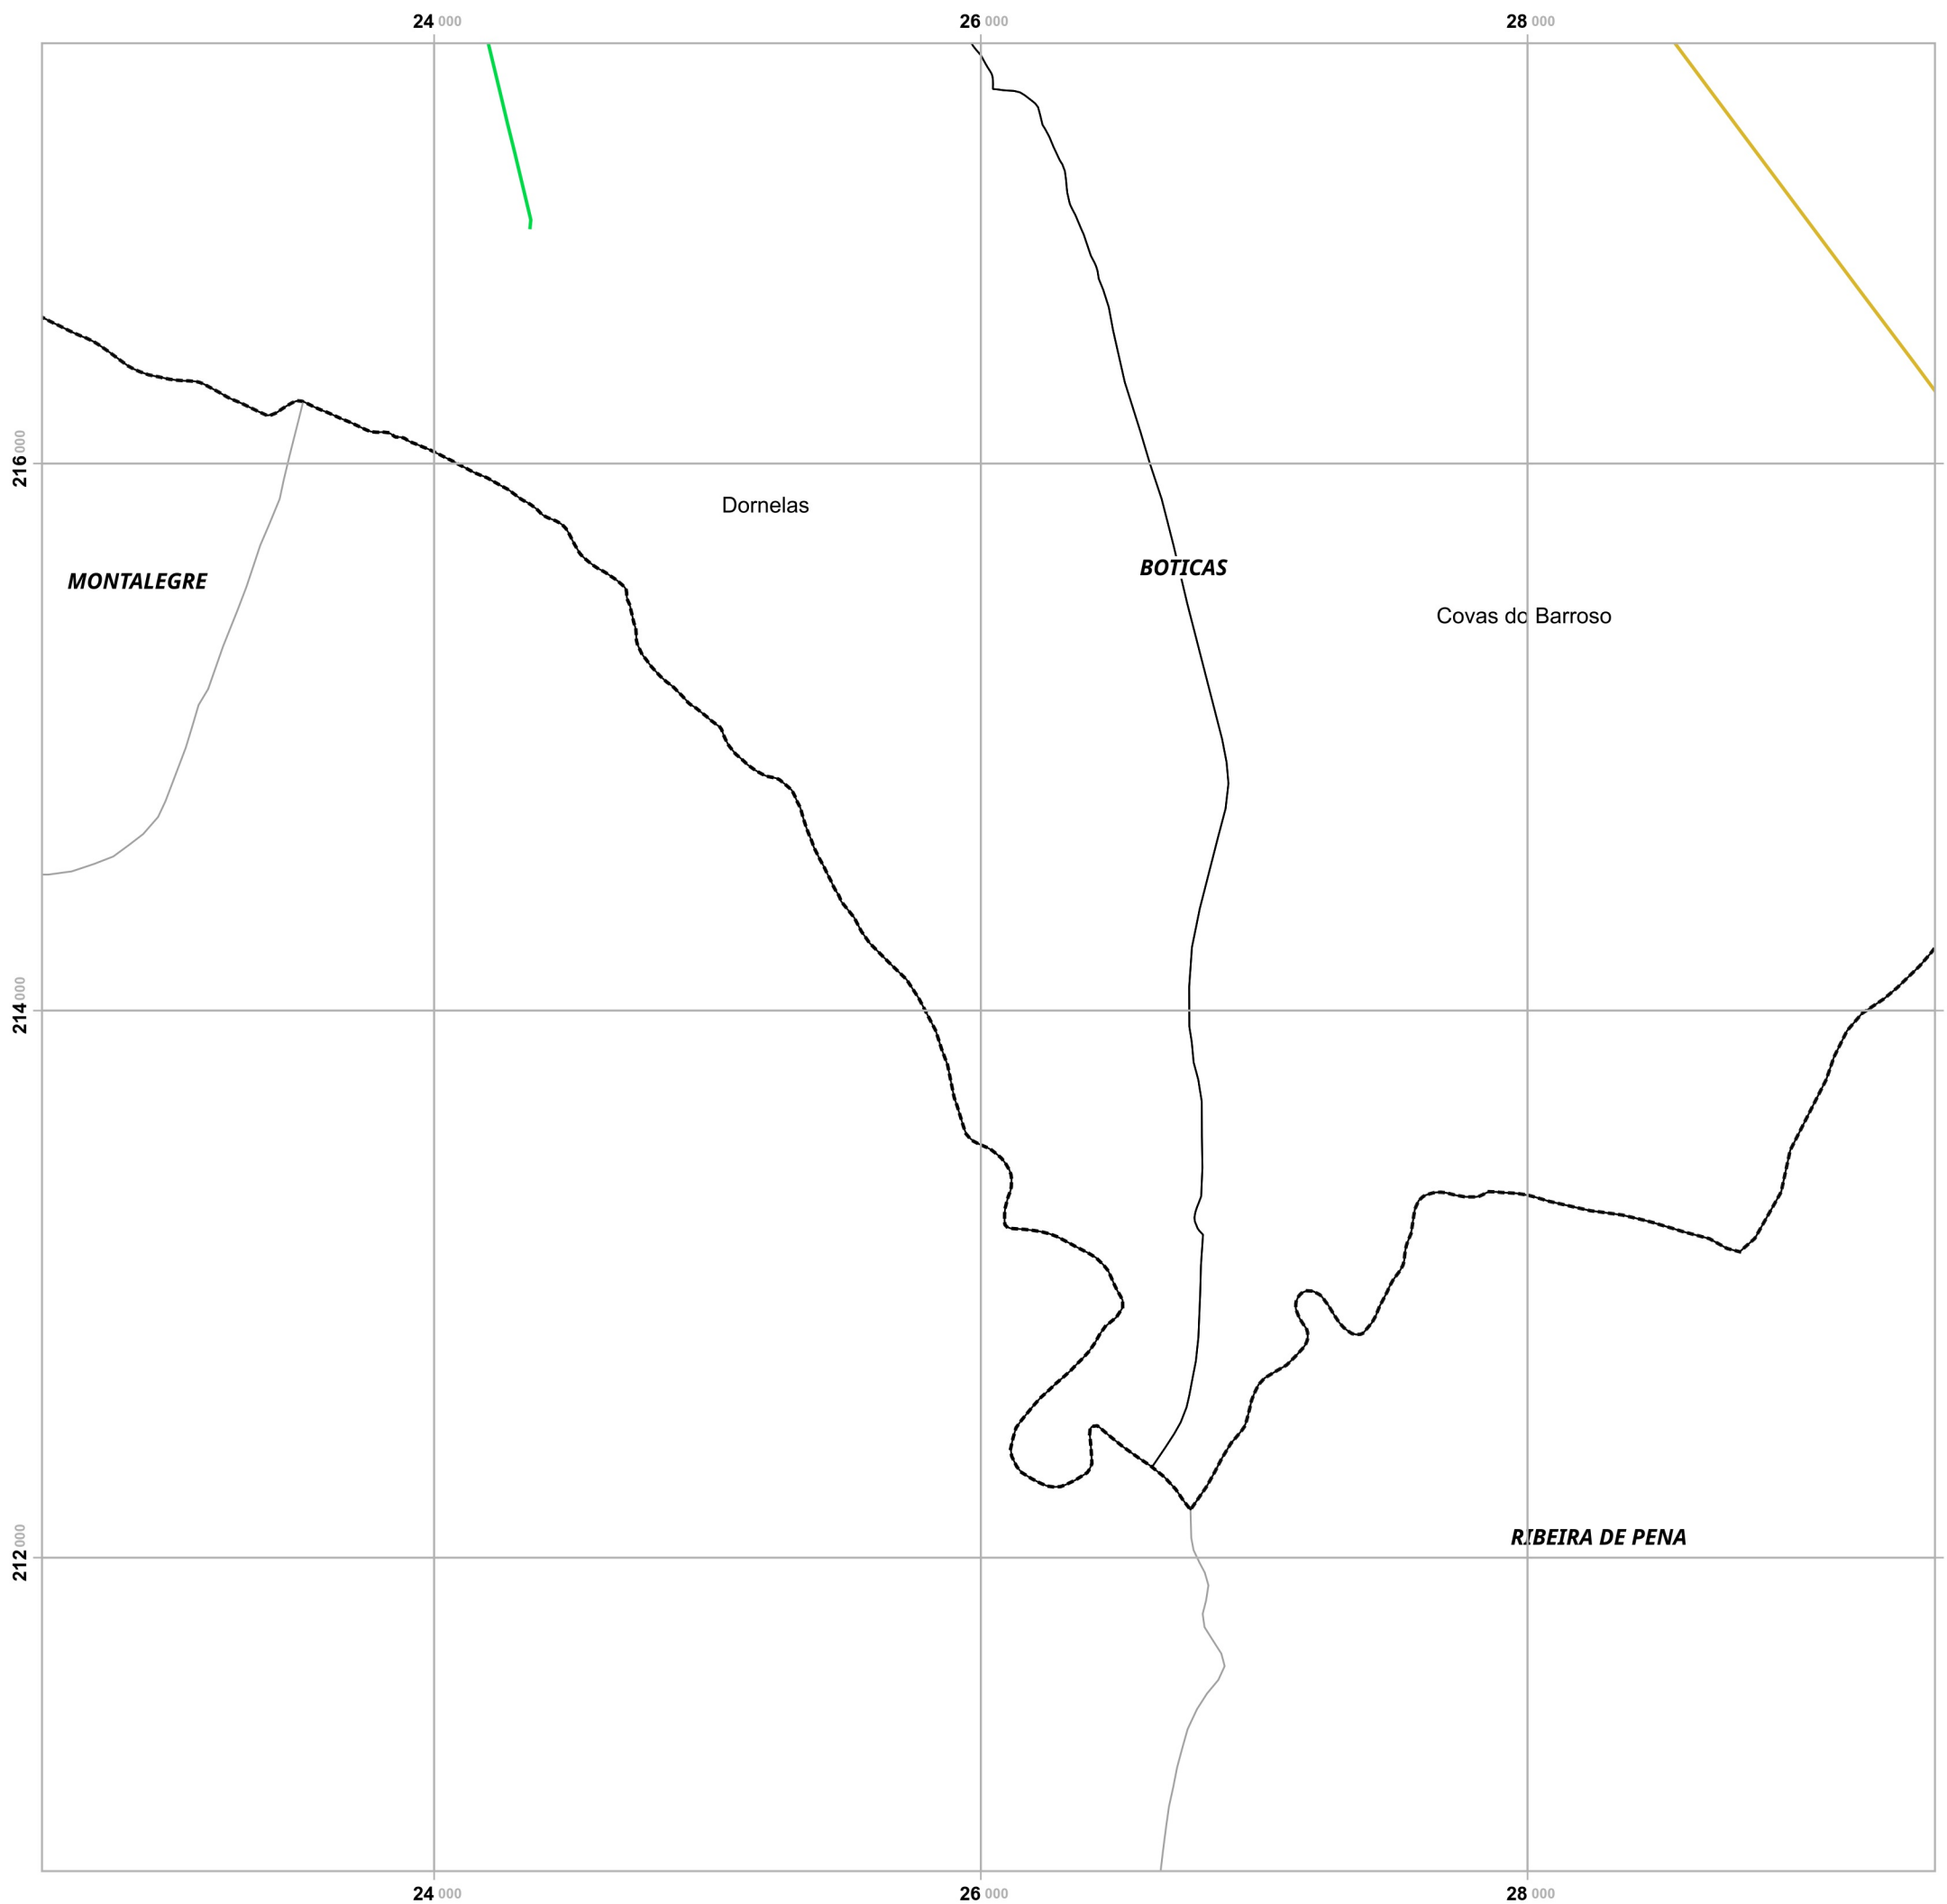 24 000 26 000 28 000
216 000
Dornelas
BOTICAS
MONTALEGRE
Covas do Barroso
214 000
RIBEIRA DE PENA
212 000
24 000 26 000 28 000